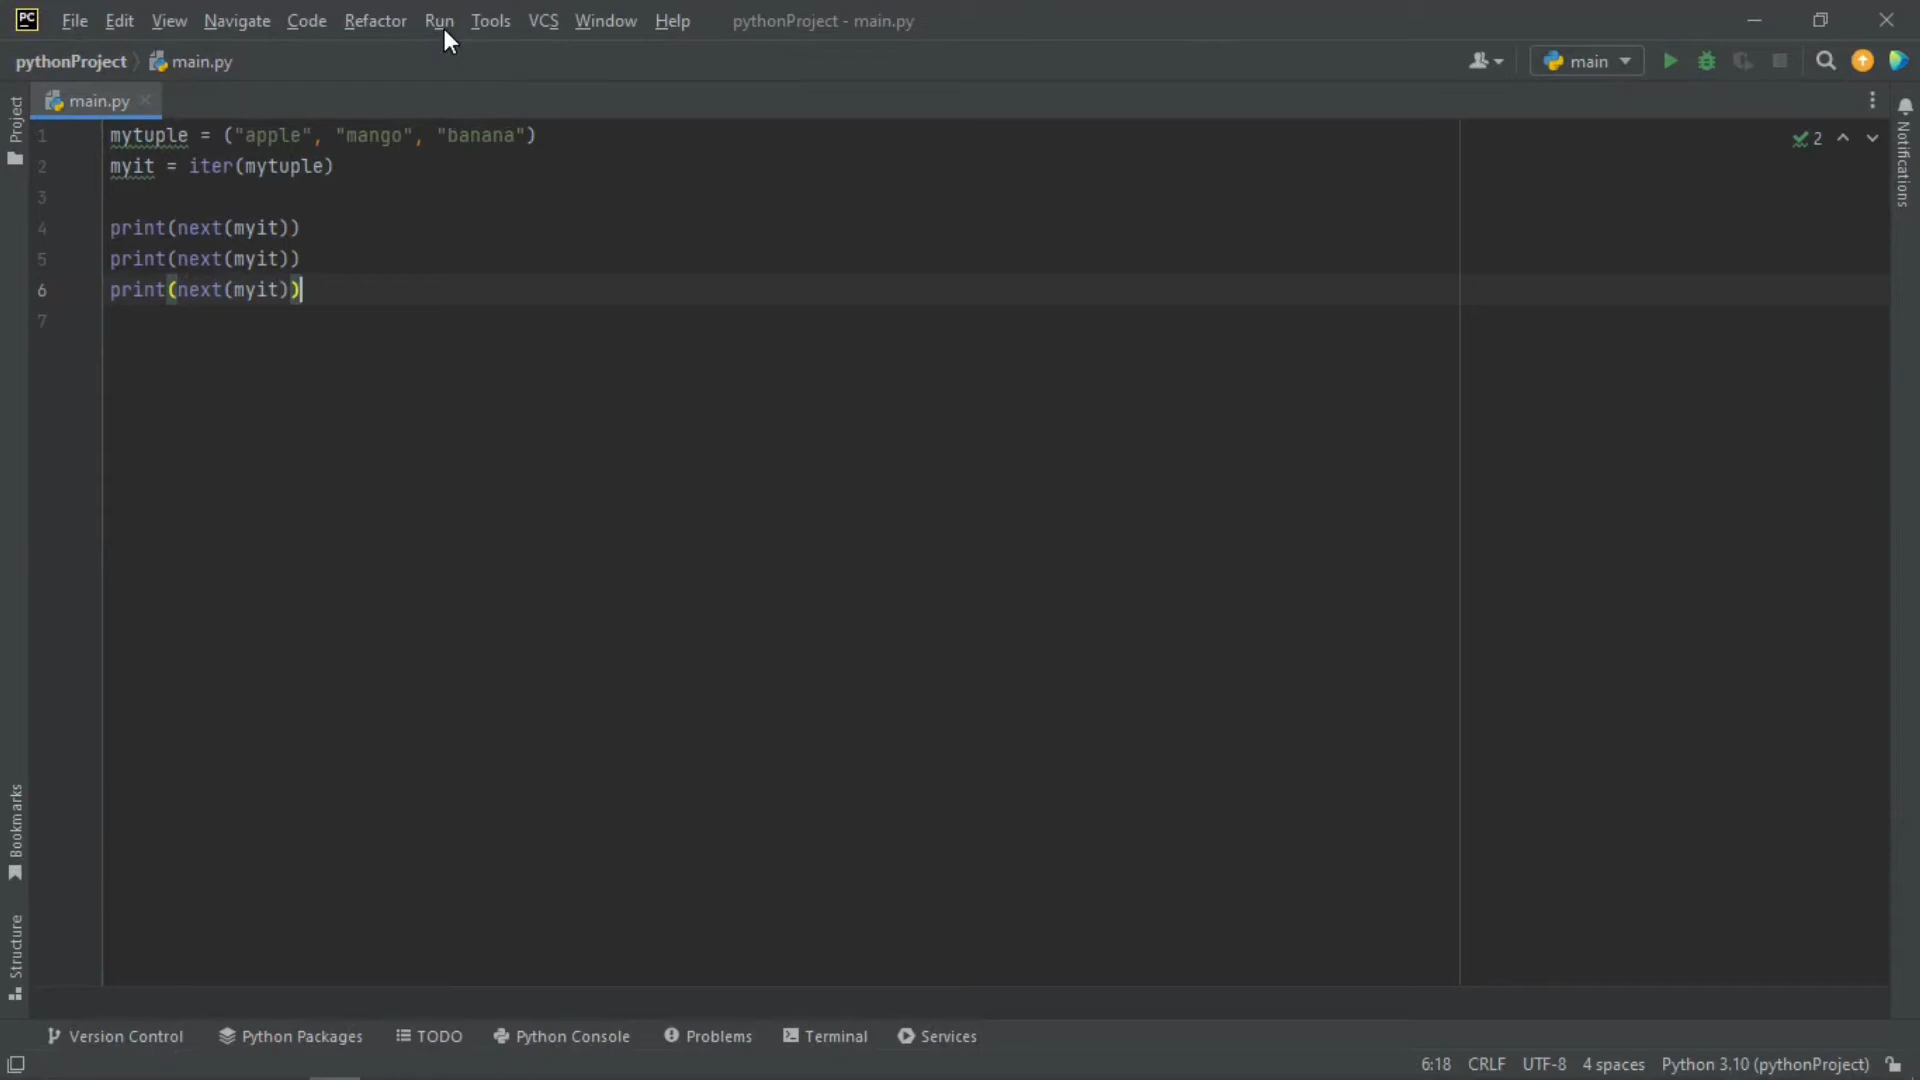 PC File Edit View Navigate Code Refactor Run Tools VCS Window Help pythonProject - main.py
pythonProject main.py main
Project main.py
1 mytuple = ("apple", "mango", "banana") 2
2 myit = iter(mytuple)
3
4 print(next(myit))
5 print(next(myit))
6 print(next(myit))
7
Notifications
Bookmarks
Structure
Version Control Python Packages TODO Python Console Problems Terminal Services
6:18 CRLF UTF-8 4 spaces Python 3.10 (pythonProject)